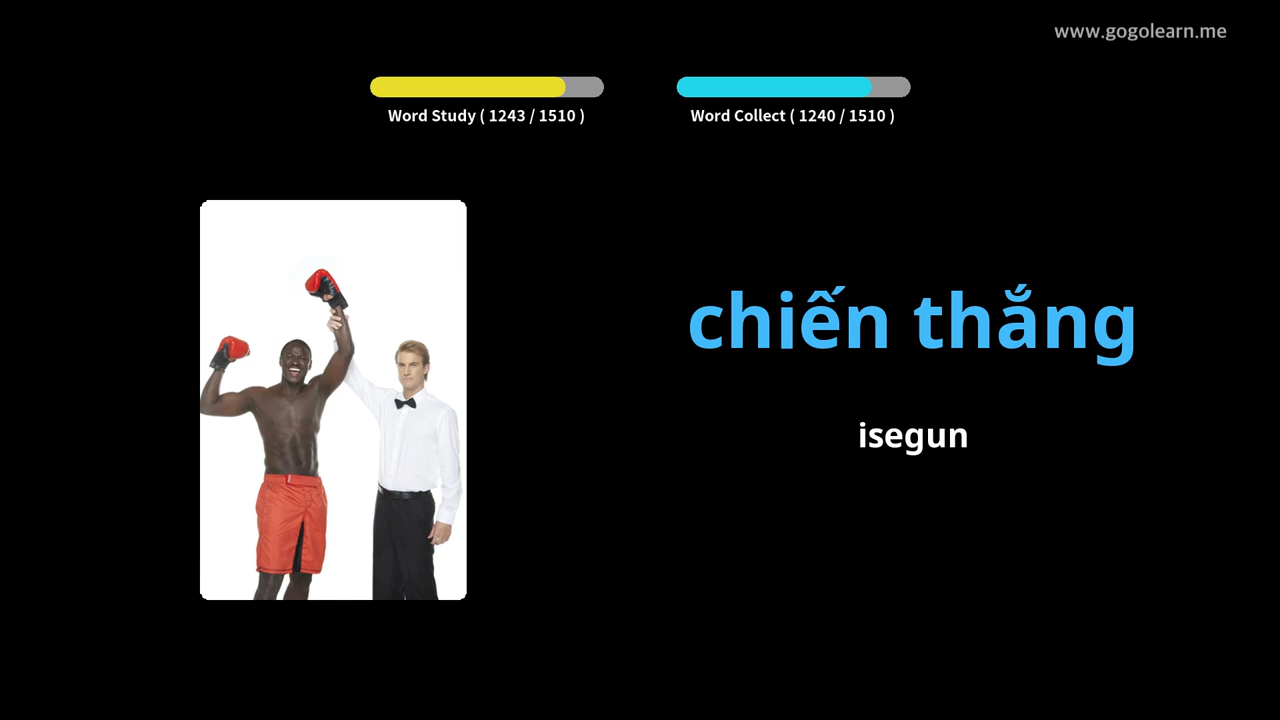 www.gogolearn.me
Word Study ( 1243 / 1510 )
Word Collect ( 1240 / 1510 )
chiến thắng
isegun